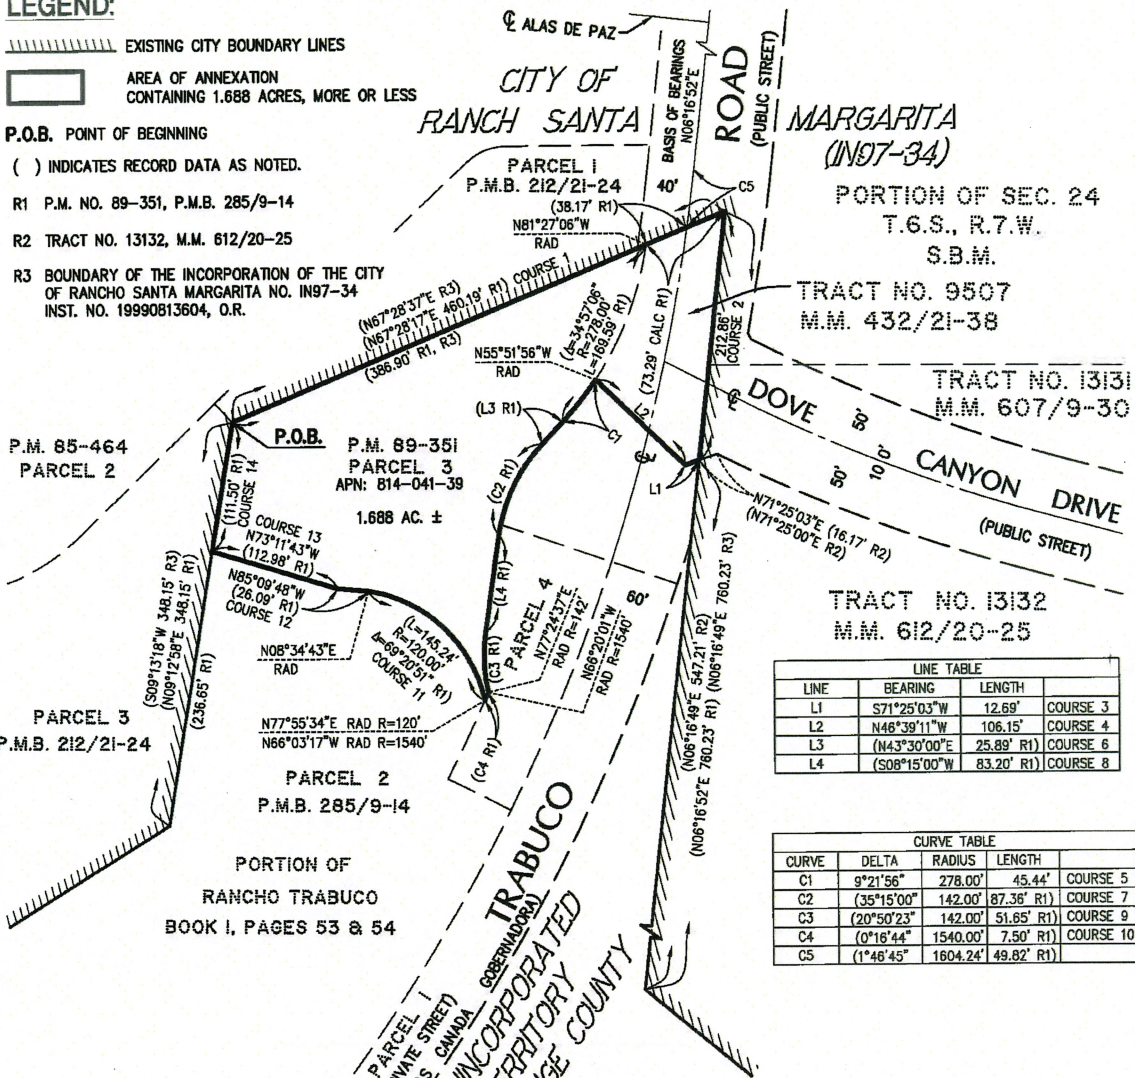 LEGEND:
EXISTING CITY BOUNDARY LINES
AREA OF ANNEXATION
CONTAINING 1.688 ACRES, MORE OR LESS
P.O.B. POINT OF BEGINNING
( ) INDICATES RECORD DATA AS NOTED.
R1 P.M. NO. 89-351, P.M.B. 285/9-14
R2 TRACT NO. 13132, M.M. 612/20-25
R3 BOUNDARY OF THE INCORPORATION OF THE CITY
OF RANCHO SANTA MARGARITA NO. IN97-34
INST. NO. 19990813604, O.R.
℄ ALAS DE PAZ
CITY OF
RANCH SANTA
MARGARITA
(IN97-34)
BASIS OF BEARINGS
N06°16'52"E
ROAD
(PUBLIC STREET)
PARCEL 1
P.M.B. 212/21-24
40'
C5
(38.17' R1)
N81°27'06"W
RAD
PORTION OF SEC. 24
T.6.S., R.7.W.
S.B.M.
TRACT NO. 9507
M.M. 432/21-38
(N67°28'37"E R3)
(N67°28'17"E 460.19' R1) COURSE 1
(386.90' R1, R3)
(Δ=34°57'06"
R=278.00'
L=169.59' R1)
N55°51'56"W
RAD
(73.29' CALC R1)
212.86'
COURSE 2
(L3 R1)
C1
L2
℄
℄
L1
DOVE CANYON DRIVE
(PUBLIC STREET)
50'
50'
10 0'
TRACT NO. 13131
M.M. 607/9-30
P.M. 85-464
PARCEL 2
P.O.B.
P.M. 89-351
PARCEL 3
APN: 814-041-39
1.688 AC. ±
(C2 R1)
(111.50' R1)
COURSE 14
COURSE 13
N73°11'43"W
(112.98' R1)
N85°09'48"W
(26.09' R1)
COURSE 12
N71°25'03"E (16.17' R2)
(N71°25'00"E R2)
(L4 R1)
PARCEL 4
N77°24'37"E
RAD R=142'
60'
N66°20'01"W
RAD R=1540'
TRACT NO. 13132
M.M. 612/20-25
(S09°13'18"W 348.15' R3)
(N09°12'58"E 348.15' R1)
(236.65' R1)
N08°34'43"E
RAD
(L=145.24'
R=120.00'
Δ=69°20'51" R1)
COURSE 11
(C3 R1)
N77°55'34"E RAD R=120'
N66°03'17"W RAD R=1540'
(C4 R1)
(N06°16'49"E 547.21' R2)
(N06°16'49"E 760.23' R3)
(N06°16'52"E 760.23' R1)
PARCEL 3
P.M.B. 212/21-24
PARCEL 2
P.M.B. 285/9-14
PORTION OF
RANCHO TRABUCO
BOOK 1, PAGES 53 & 54
TRABUCO
GOBERNADORA)
CANADA
PARCEL 1
LINE TABLE
LINE BEARING LENGTH
L1 S71°25'03"W 12.69' COURSE 3
L2 N46°39'11"W 106.15' COURSE 4
L3 (N43°30'00"E 25.89' R1) COURSE 6
L4 (S08°15'00"W 83.20' R1) COURSE 8
CURVE TABLE
CURVE DELTA RADIUS LENGTH
C1 9°21'56" 278.00' 45.44' COURSE 5
C2 (35°15'00" 142.00' 87.36' R1) COURSE 7
C3 (20°50'23" 142.00' 51.65' R1) COURSE 9
C4 (0°16'44" 1540.00' 7.50' R1) COURSE 10
C5 (1°46'45" 1604.24' 49.82' R1)